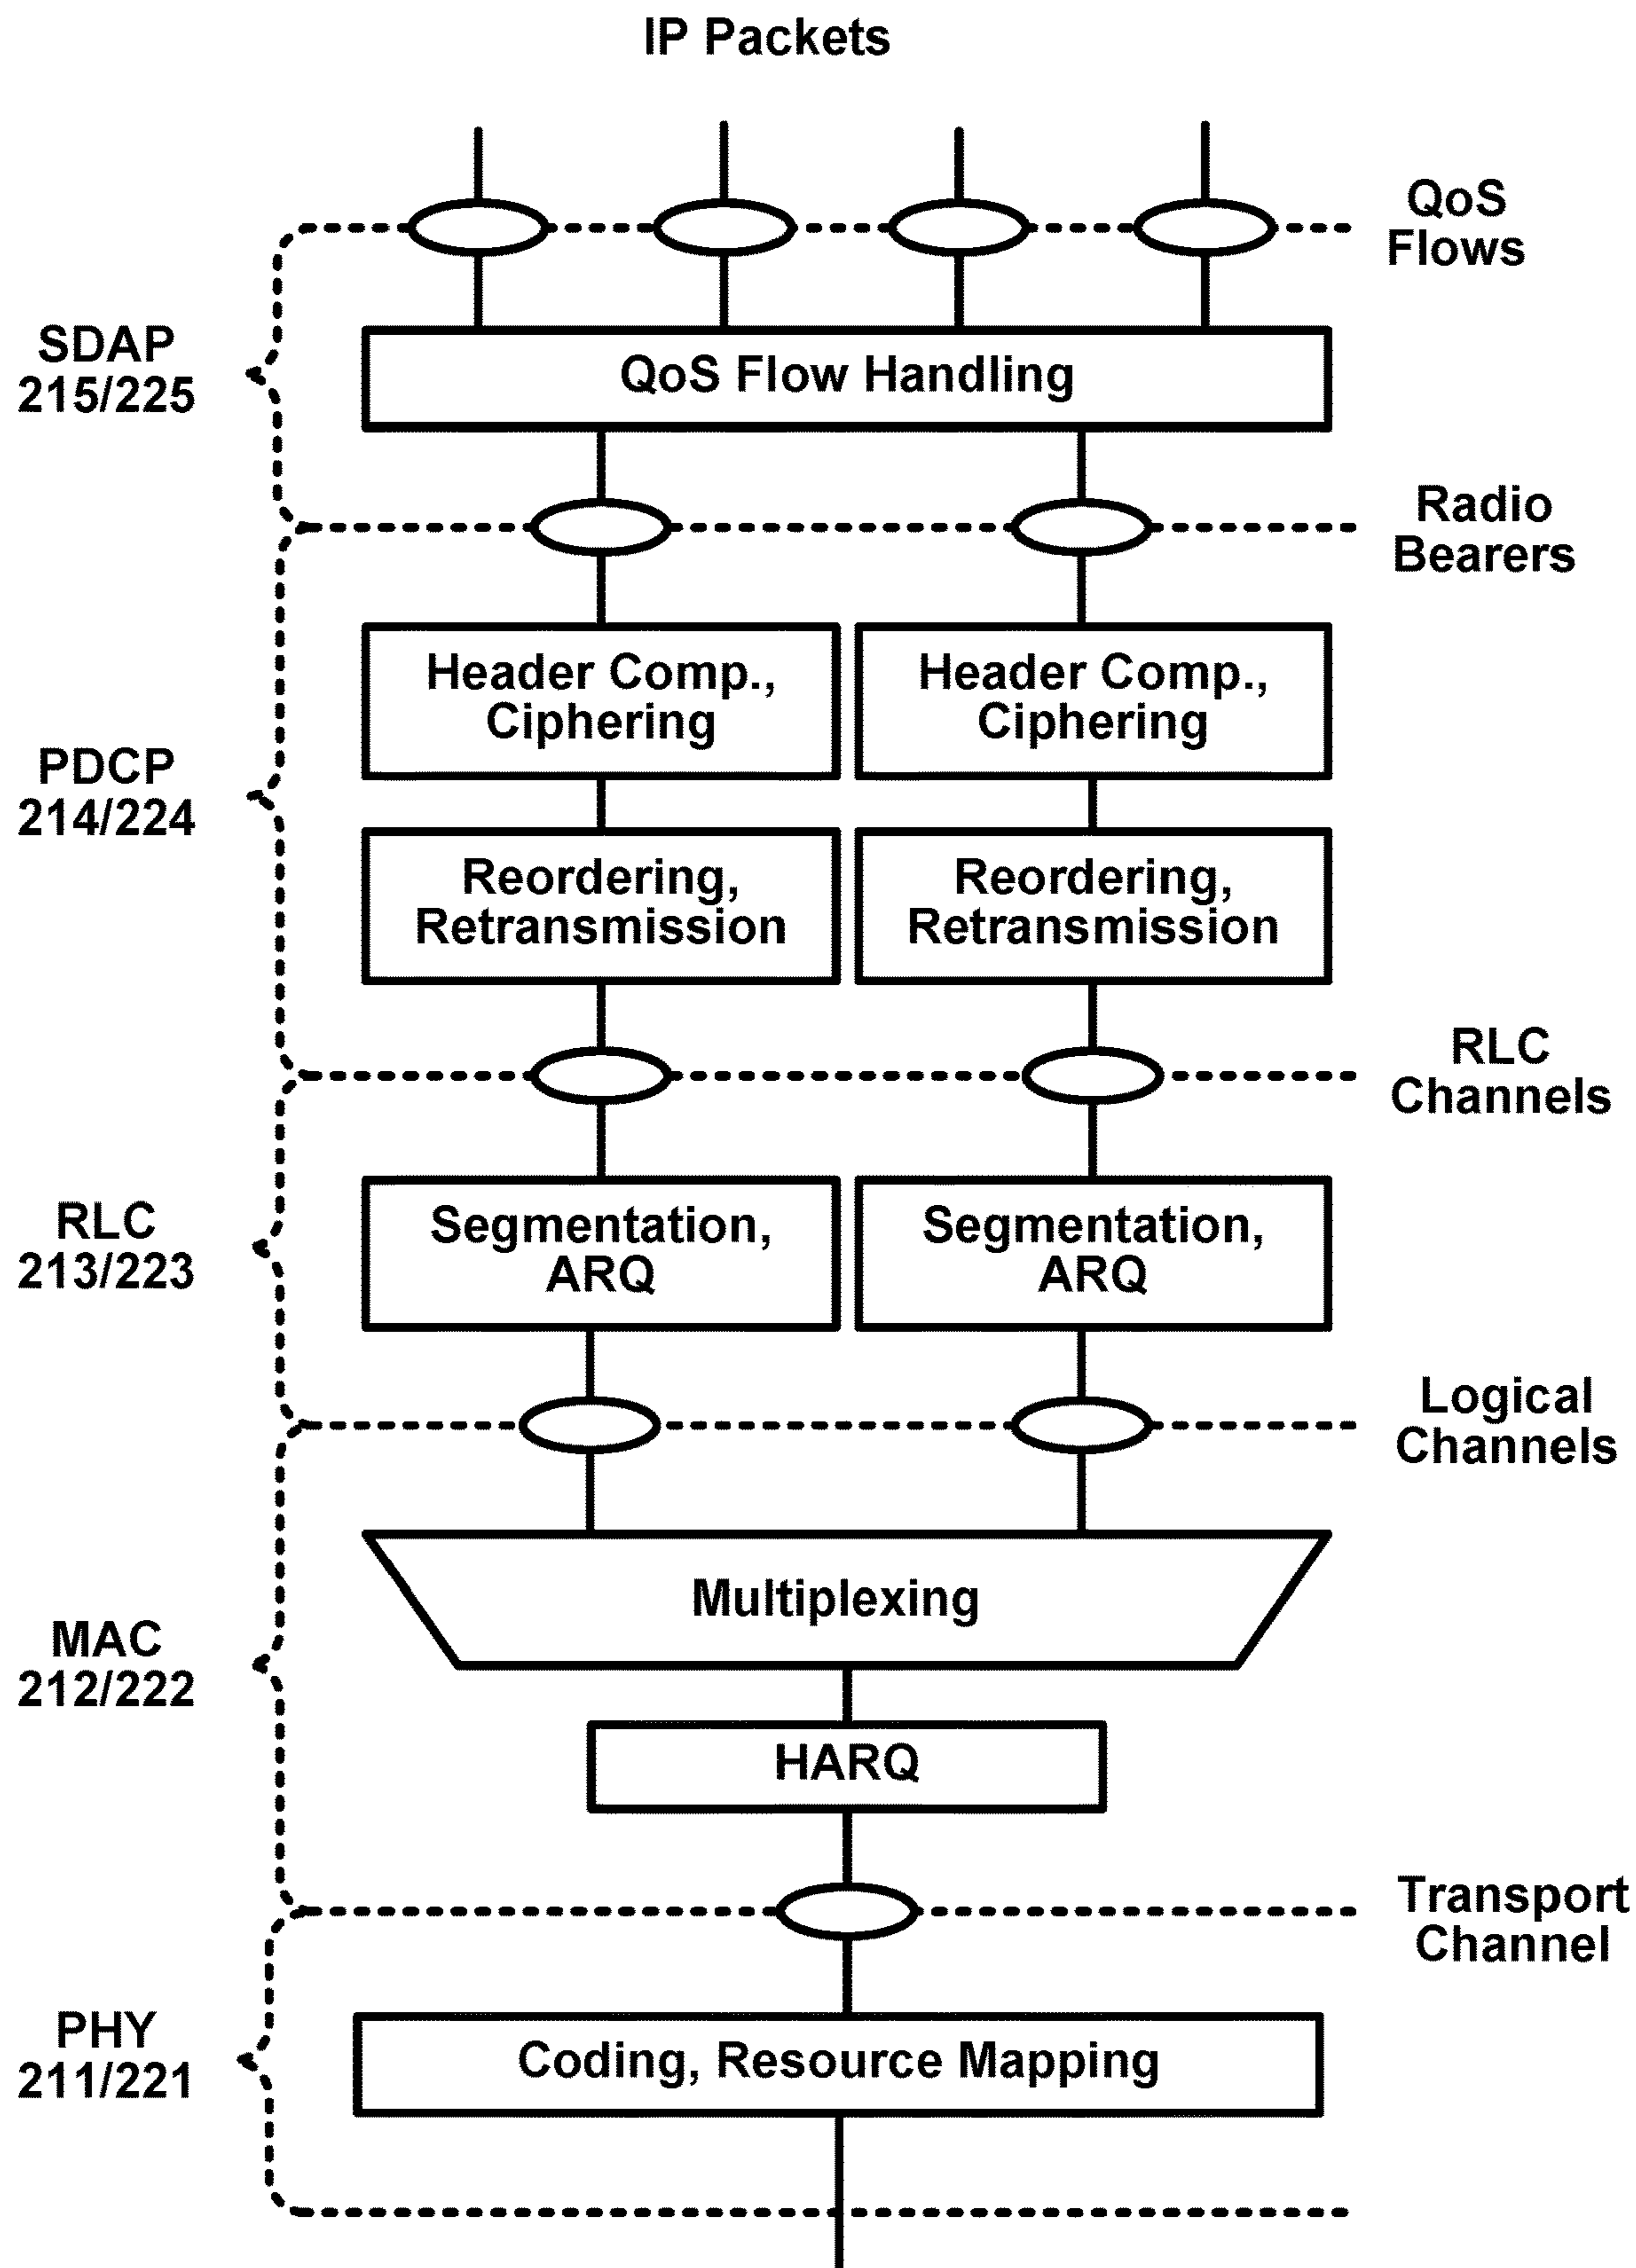 IP Packets
QoS
Flows
SDAP
215/225
QoS Flow Handling
Radio
Bearers
Header Comp.,
Ciphering
Header Comp.,
Ciphering
PDCP
214/224
Reordering,
Retransmission
Reordering,
Retransmission
RLC
Channels
RLC
213/223
Segmentation,
ARQ
Segmentation,
ARQ
Logical
Channels
Multiplexing
MAC
212/222
HARQ
Transport
Channel
PHY
211/221
Coding, Resource Mapping